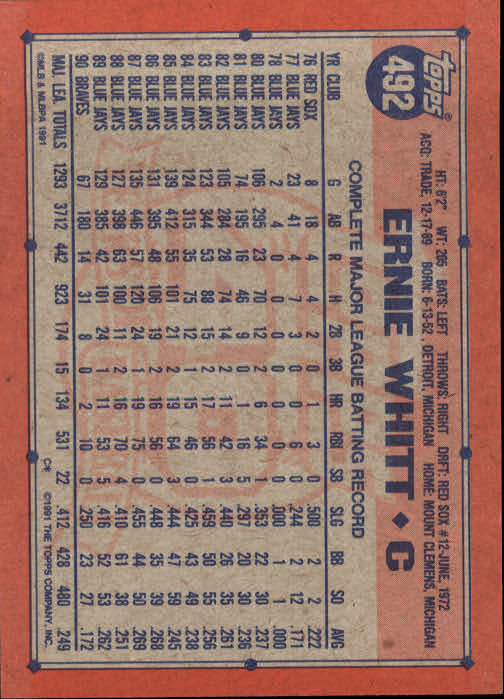 TOPPS®
492
ERNIE WHITT ◆ C
HT: 6'2" WT: 205 BATS: LEFT THROWS: RIGHT DRFT: RED SOX #12-JUNE, 1972
ACQ: TRADE, 12-17-89 BORN: 6-13-52, DETROIT, MICHIGAN HOME: MOUNT CLEMENS, MICHIGAN
COMPLETE MAJOR LEAGUE BATTING RECORD
YR CLUB G AB R H 2B 3B HR RBI SB SLG BB SO AVG
76 RED SOX 8 18 4 4 2 0 1 3 0 .500 2 2 .222
77 BLUE JAYS 23 41 4 7 3 0 0 6 0 .244 2 12 .171
78 BLUE JAYS 2 4 0 0 0 0 0 0 0 .000 1 1 .000
80 BLUE JAYS 106 295 23 70 12 2 6 34 1 .353 22 30 .237
81 BLUE JAYS 74 195 16 46 9 0 1 16 5 .297 20 30 .236
82 BLUE JAYS 105 284 28 74 14 2 11 42 3 .440 26 35 .261
83 BLUE JAYS 123 344 53 88 15 2 17 56 1 .459 50 55 .256
84 BLUE JAYS 124 315 35 75 12 1 15 46 0 .425 43 49 .238
85 BLUE JAYS 139 412 55 101 21 2 19 64 3 .444 47 59 .245
86 BLUE JAYS 131 395 48 106 19 2 16 56 0 .448 35 39 .268
87 BLUE JAYS 135 446 57 120 24 1 19 75 0 .455 44 50 .269
88 BLUE JAYS 127 398 63 100 11 2 16 70 4 .410 61 38 .251
89 BLUE JAYS 129 385 42 101 24 1 11 53 5 .416 52 53 .262
90 BRAVES 67 180 14 31 8 0 2 10 0 .250 23 27 .172
MAJ. LEA. TOTALS 1293 3712 442 923 174 15 134 531 22 .412 428 480 .249
©MLB & MLBPA 1991 C* ©1991 THE TOPPS COMPANY, INC.